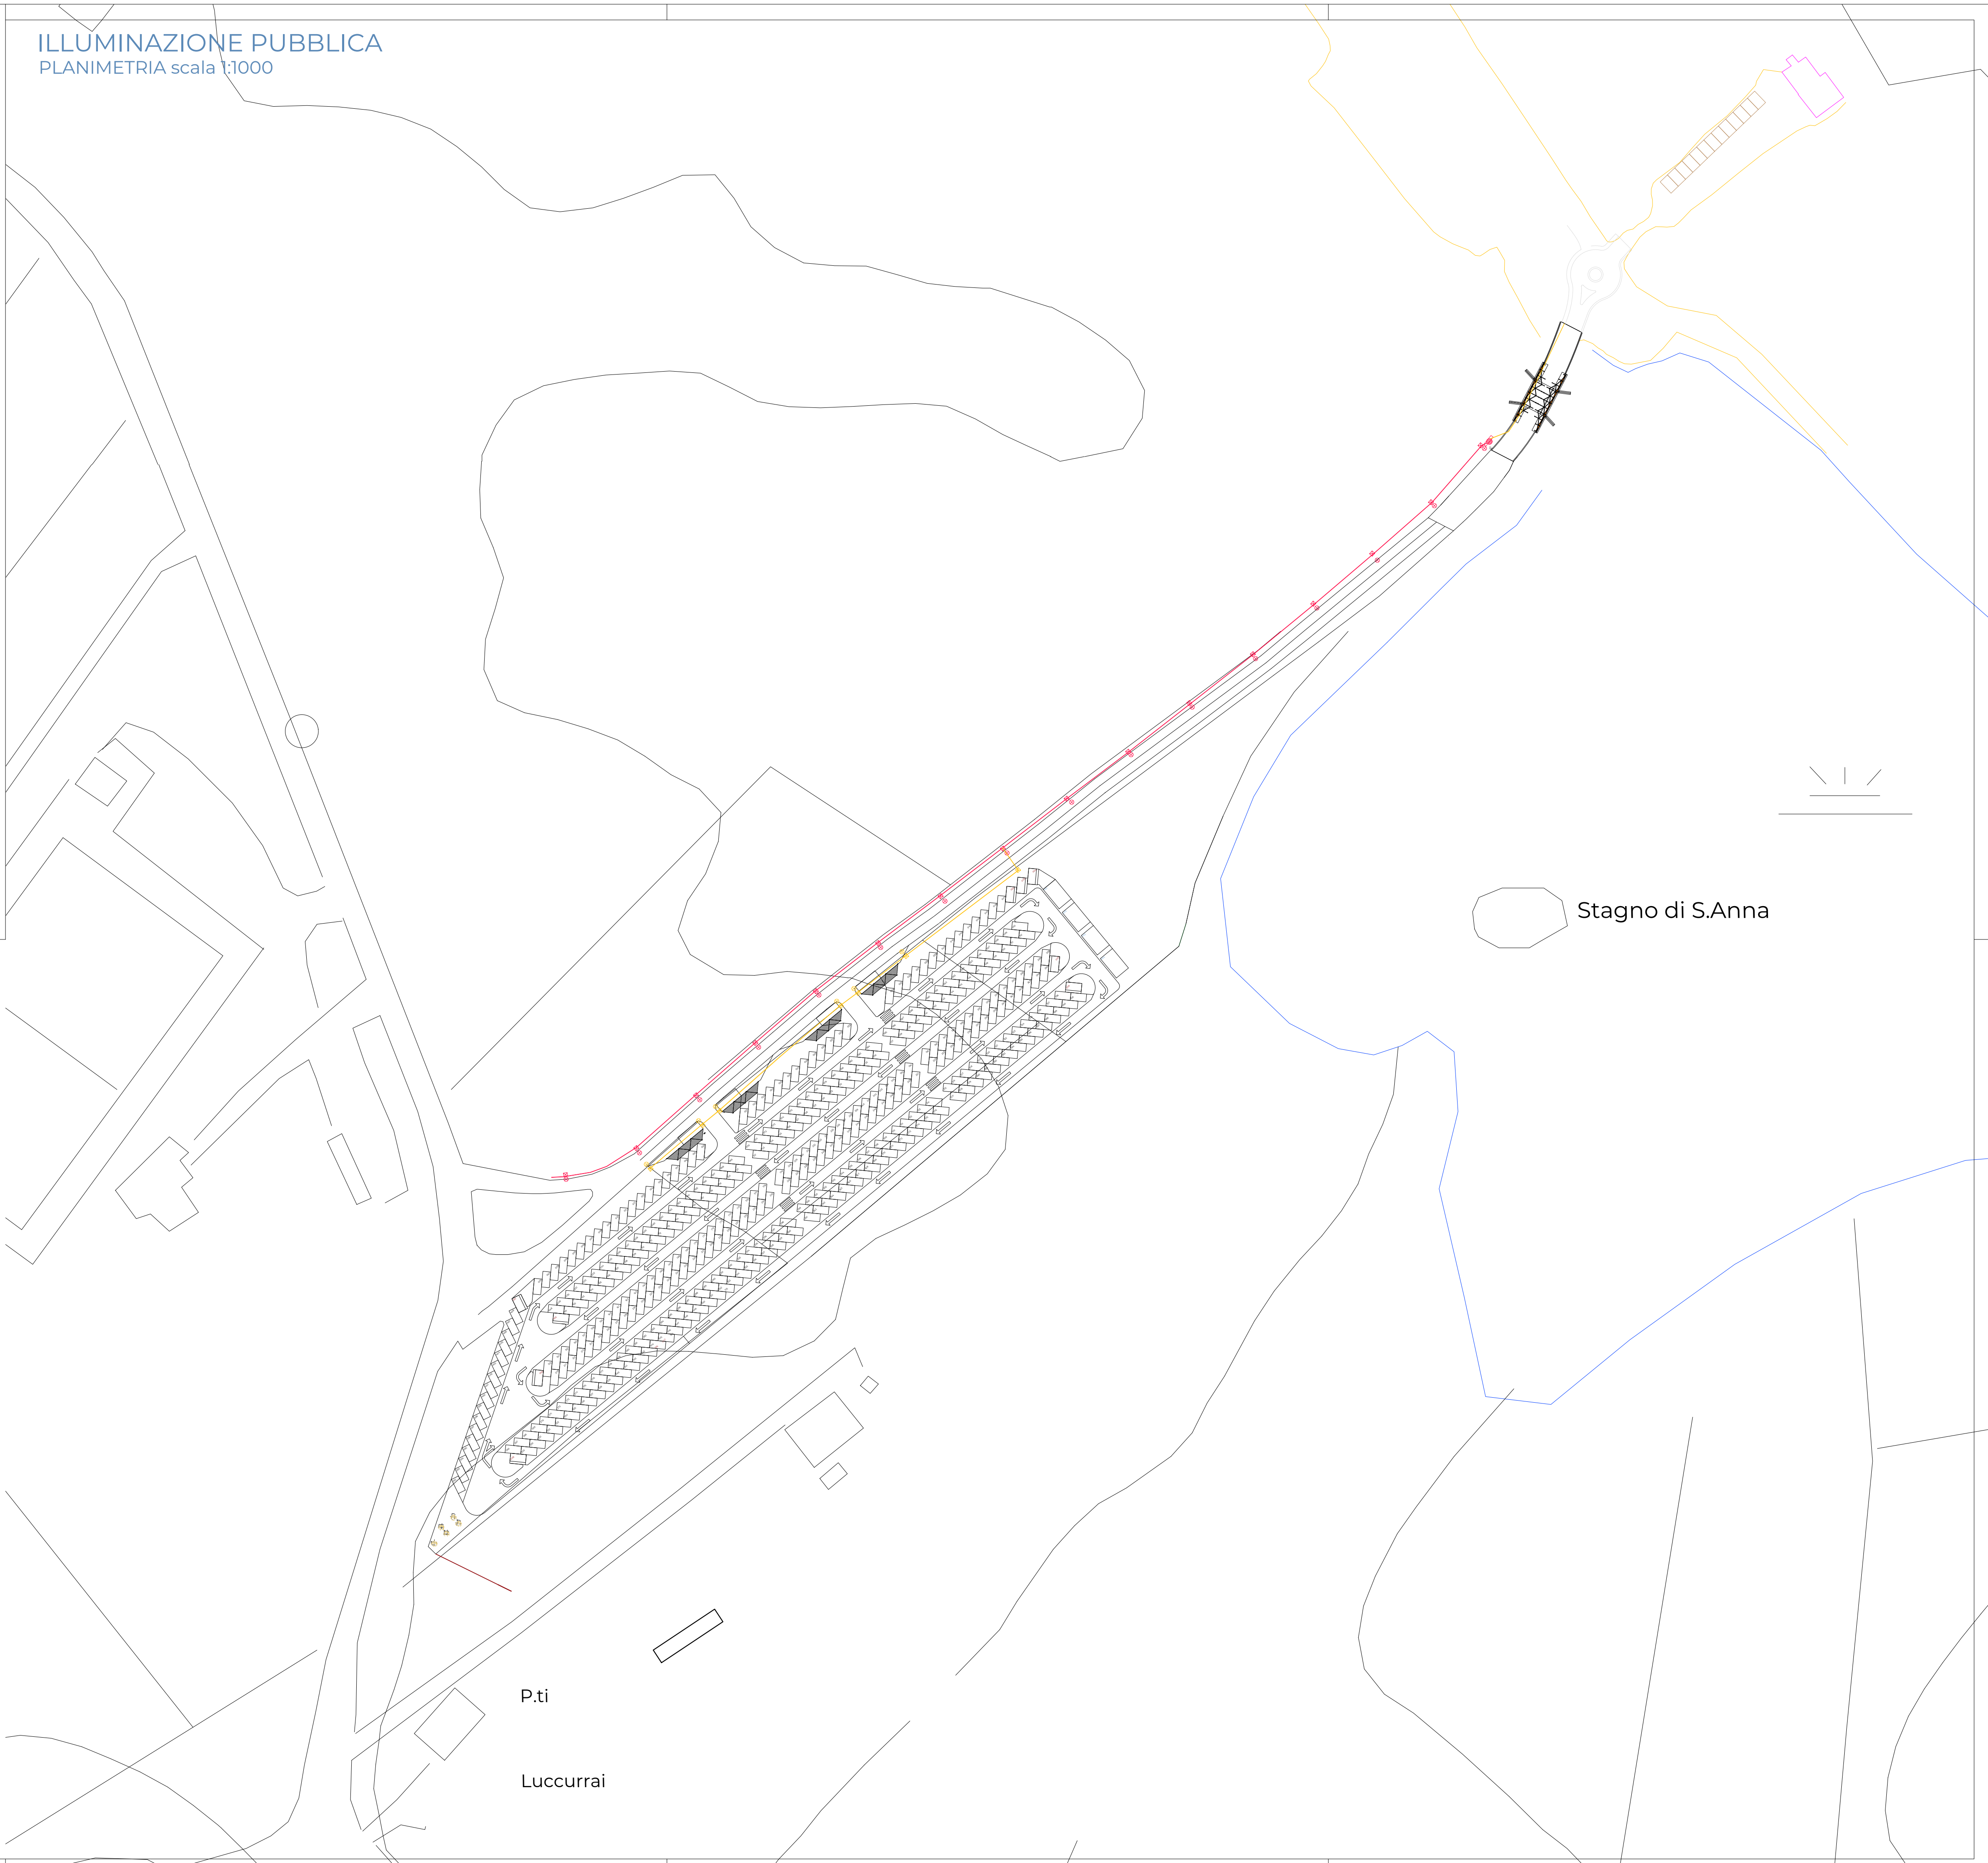 ILLUMINAZIONE PUBBLICA
PLANIMETRIA scala 1:1000
Stagno di S.Anna
P.ti
Luccurrai